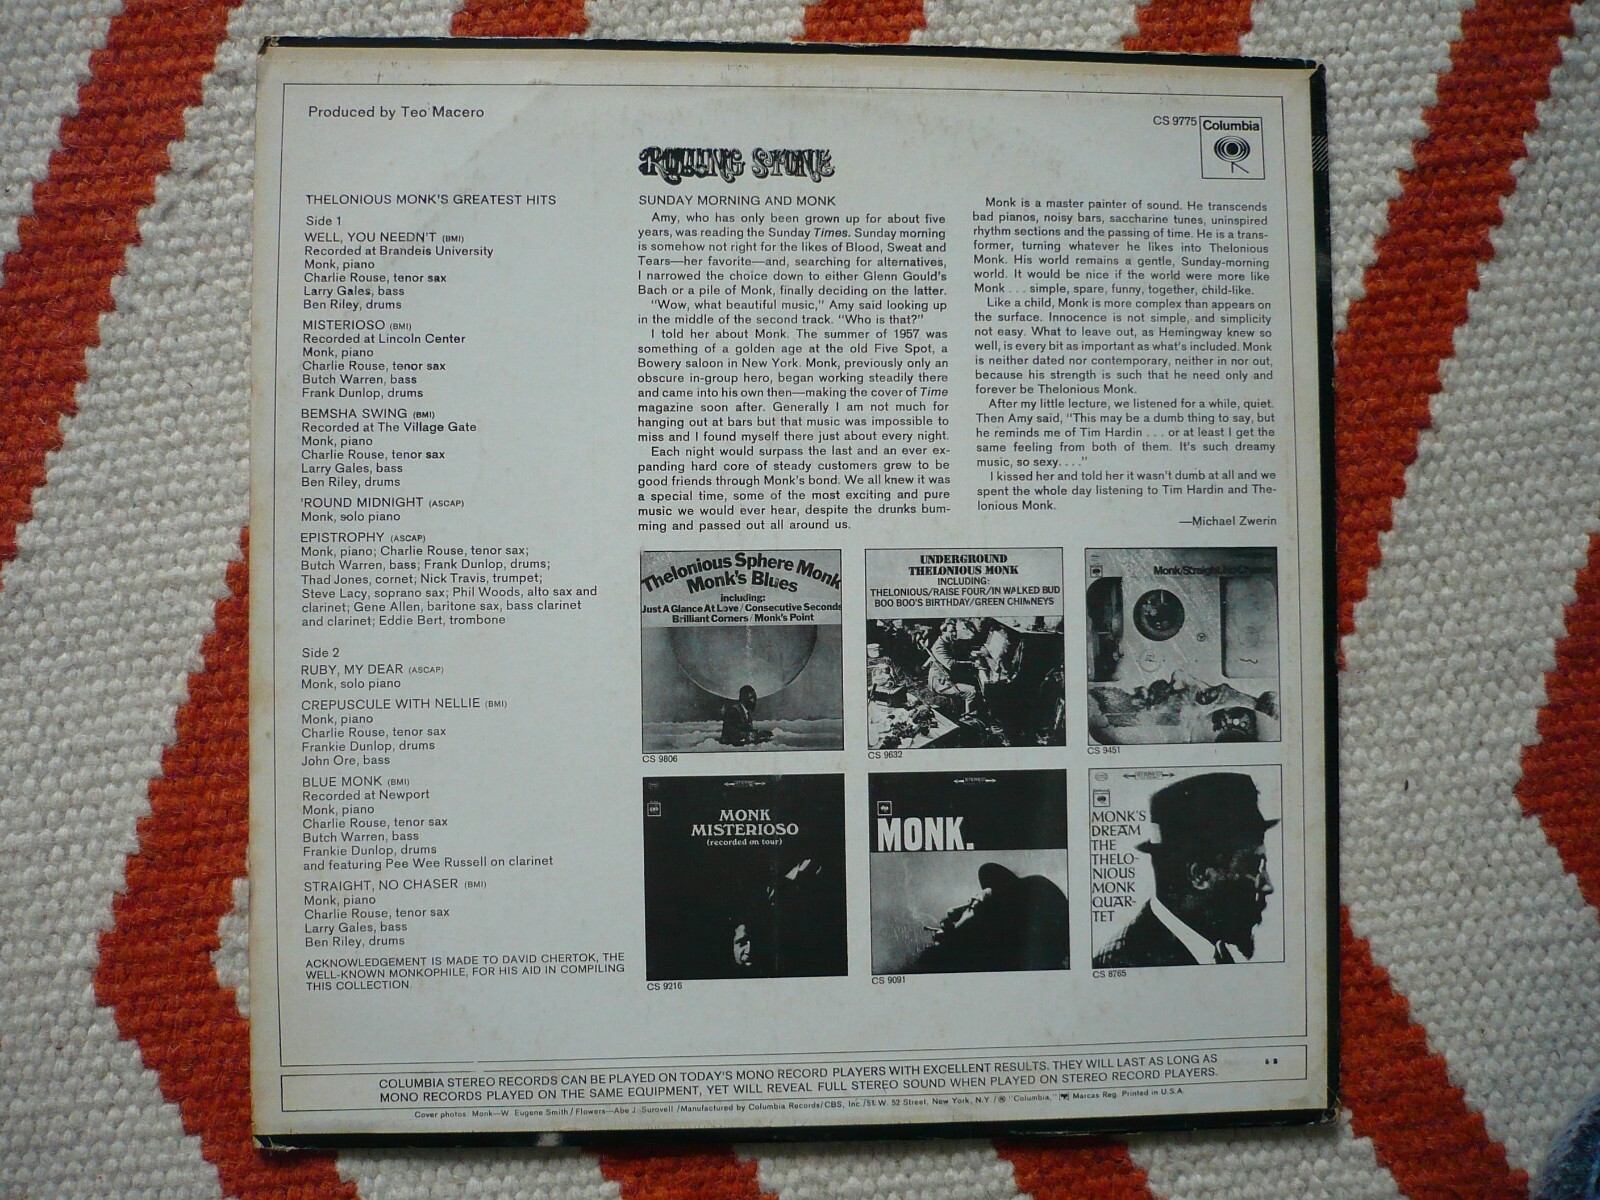 Produced by Teo Macero
CS 9775
Columbia
ROLLING STONE
THELONIOUS MONK'S GREATEST HITS
Side 1
WELL, YOU NEEDN'T (BMI)
Recorded at Brandeis University
Monk, piano
Charlie Rouse, tenor sax
Larry Gales, bass
Ben Riley, drums
MISTERIOSO (BMI)
Recorded at Lincoln Center
Monk, piano
Charlie Rouse, tenor sax
Butch Warren, bass
Frank Dunlop, drums
BEMSHA SWING (BMI)
Recorded at The Village Gate
Monk, piano
Charlie Rouse, tenor sax
Larry Gales, bass
Ben Riley, drums
'ROUND MIDNIGHT (ASCAP)
Monk, solo piano
EPISTROPHY (ASCAP)
Monk, piano; Charlie Rouse, tenor sax;
Butch Warren, bass; Frank Dunlop, drums;
Thad Jones, cornet; Nick Travis, trumpet;
Steve Lacy, soprano sax; Phil Woods, alto sax and
clarinet; Gene Allen, baritone sax, bass clarinet
and clarinet; Eddie Bert, trombone
Side 2
RUBY, MY DEAR (ASCAP)
Monk, solo piano
CREPUSCULE WITH NELLIE (BMI)
Monk, piano
Charlie Rouse, tenor sax
Frankie Dunlop, drums
John Ore, bass
BLUE MONK (BMI)
Recorded at Newport
Monk, piano
Charlie Rouse, tenor sax
Butch Warren, bass
Frankie Dunlop, drums
and featuring Pee Wee Russell on clarinet
STRAIGHT, NO CHASER (BMI)
Monk, piano
Charlie Rouse, tenor sax
Larry Gales, bass
Ben Riley, drums
ACKNOWLEDGEMENT IS MADE TO DAVID CHERTOK, THE
WELL-KNOWN MONKOPHILE, FOR HIS AID IN COMPILING
THIS COLLECTION.
SUNDAY MORNING AND MONK
Amy, who has only been grown up for about five
years, was reading the Sunday Times. Sunday morning
is somehow not right for the likes of Blood, Sweat and
Tears—her favorite—and, searching for alternatives,
I narrowed the choice down to either Glenn Gould's
Bach or a pile of Monk, finally deciding on the latter.
"Wow, what beautiful music," Amy said looking up
in the middle of the second track. "Who is that?"
I told her about Monk. The summer of 1957 was
something of a golden age at the old Five Spot, a
Bowery saloon in New York. Monk, previously only an
obscure in-group hero, began working steadily there
and came into his own then—making the cover of Time
magazine soon after. Generally I am not much for
hanging out at bars but that music was impossible to
miss and I found myself there just about every night.
Each night would surpass the last and an ever ex-
panding hard core of steady customers grew to be
good friends through Monk's bond. We all knew it was
a special time, some of the most exciting and pure
music we would ever hear, despite the drunks bum-
ming and passed out all around us.
Monk is a master painter of sound. He transcends
bad pianos, noisy bars, saccharine tunes, uninspired
rhythm sections and the passing of time. He is a trans-
former, turning whatever he likes into Thelonious
Monk. His world remains a gentle, Sunday-morning
world. It would be nice if the world were more like
Monk . . . simple, spare, funny, together, child-like.
Like a child, Monk is more complex than appears on
the surface. Innocence is not simple, and simplicity
not easy. What to leave out, as Hemingway knew so
well, is every bit as important as what's included. Monk
is neither dated nor contemporary, neither in nor out,
because his strength is such that he need only and
forever be Thelonious Monk.
After my little lecture, we listened for a while, quiet.
Then Amy said, "This may be a dumb thing to say, but
he reminds me of Tim Hardin . . . or at least I get the
same feeling from both of them. It's such dreamy
music, so sexy. . . ."
I kissed her and told her it wasn't dumb at all and we
spent the whole day listening to Tim Hardin and The-
lonious Monk.
—Michael Zwerin
Thelonious Sphere Monk
Monk's Blues
including:
Just A Glance At Love/Consecutive Seconds
Brilliant Corners/Monk's Point
CS 9806
UNDERGROUND
THELONIOUS MONK
INCLUDING:
THELONIOUS/RAISE FOUR/IN WALKED BUD
BOO BOO'S BIRTHDAY/GREEN CHIMNEYS
CS 9632
Monk/Straight, No Chaser
CS 9451
STEREO
MONK
MISTERIOSO
(recorded on tour)
CS 9216
STEREO
MONK.
CS 9091
STEREO
MONK'S
DREAM
THE
THELO-
NIOUS
MONK
QUAR-
TET
CS 8765
COLUMBIA STEREO RECORDS CAN BE PLAYED ON TODAY'S MONO RECORD PLAYERS WITH EXCELLENT RESULTS. THEY WILL LAST AS LONG AS
MONO RECORDS PLAYED ON THE SAME EQUIPMENT, YET WILL REVEAL FULL STEREO SOUND WHEN PLAYED ON STEREO RECORD PLAYERS.
Cover photos: Monk—W. Eugene Smith/Flowers—Abe J. Surovell/Manufactured by Columbia Records/CBS, Inc./51 W. 52 Street, New York, N.Y./® "Columbia," Marcas Reg. Printed in U.S.A.